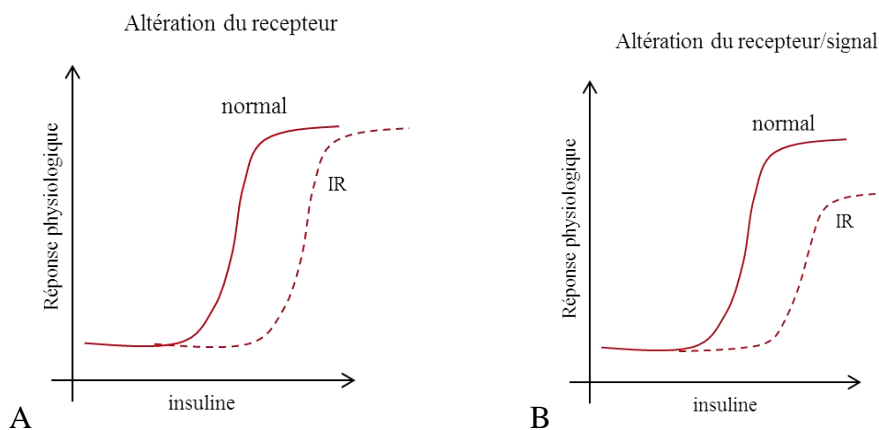 Altération du recepteur
normal
IR
Réponse physiologique
insuline
A
Altération du recepteur/signal
normal
IR
Réponse physiologique
insuline
B